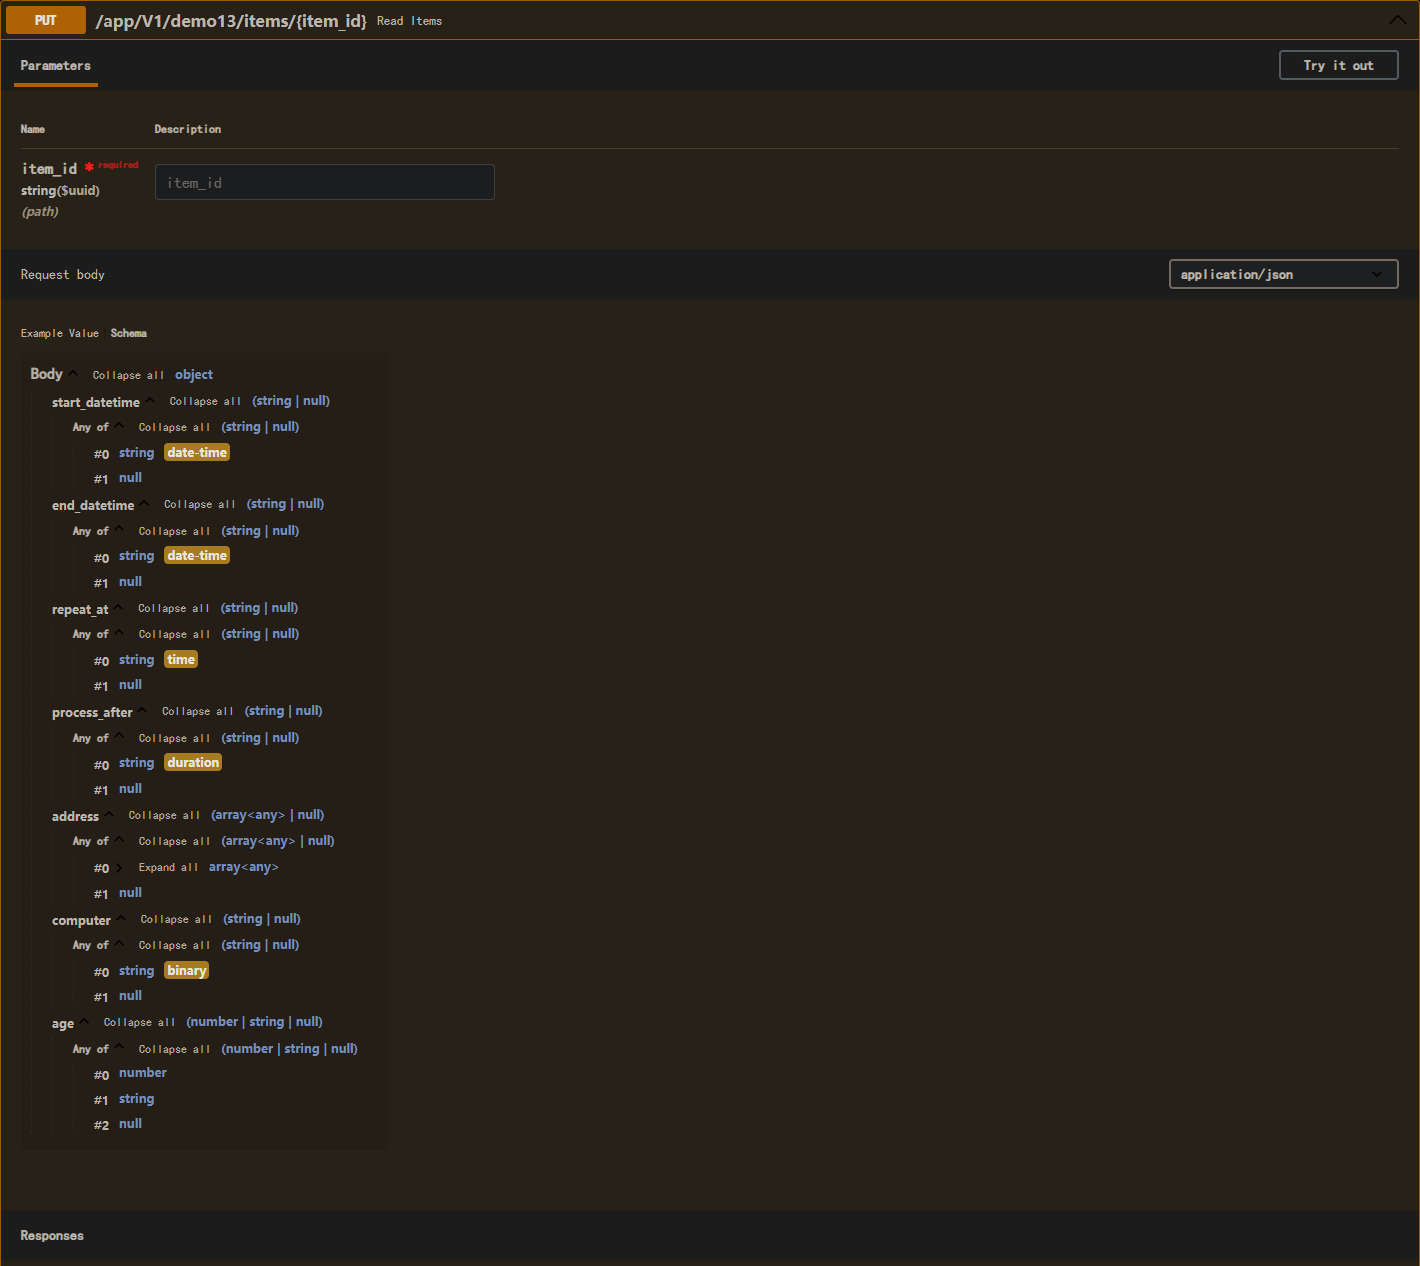 PUT /app/V1/demo13/items/{item_id} Read Items
Parameters
Try it out
Name Description
item_id * required
string($uuid)
(path)
item_id
Request body
application/json
Example Value Schema
Body Collapse all object
start_datetime Collapse all (string | null)
Any of Collapse all (string | null)
#0 string date-time
#1 null
end_datetime Collapse all (string | null)
Any of Collapse all (string | null)
#0 string date-time
#1 null
repeat_at Collapse all (string | null)
Any of Collapse all (string | null)
#0 string time
#1 null
process_after Collapse all (string | null)
Any of Collapse all (string | null)
#0 string duration
#1 null
address Collapse all (array<any> | null)
Any of Collapse all (array<any> | null)
#0 Expand all array<any>
#1 null
computer Collapse all (string | null)
Any of Collapse all (string | null)
#0 string binary
#1 null
age Collapse all (number | string | null)
Any of Collapse all (number | string | null)
#0 number
#1 string
#2 null
Responses